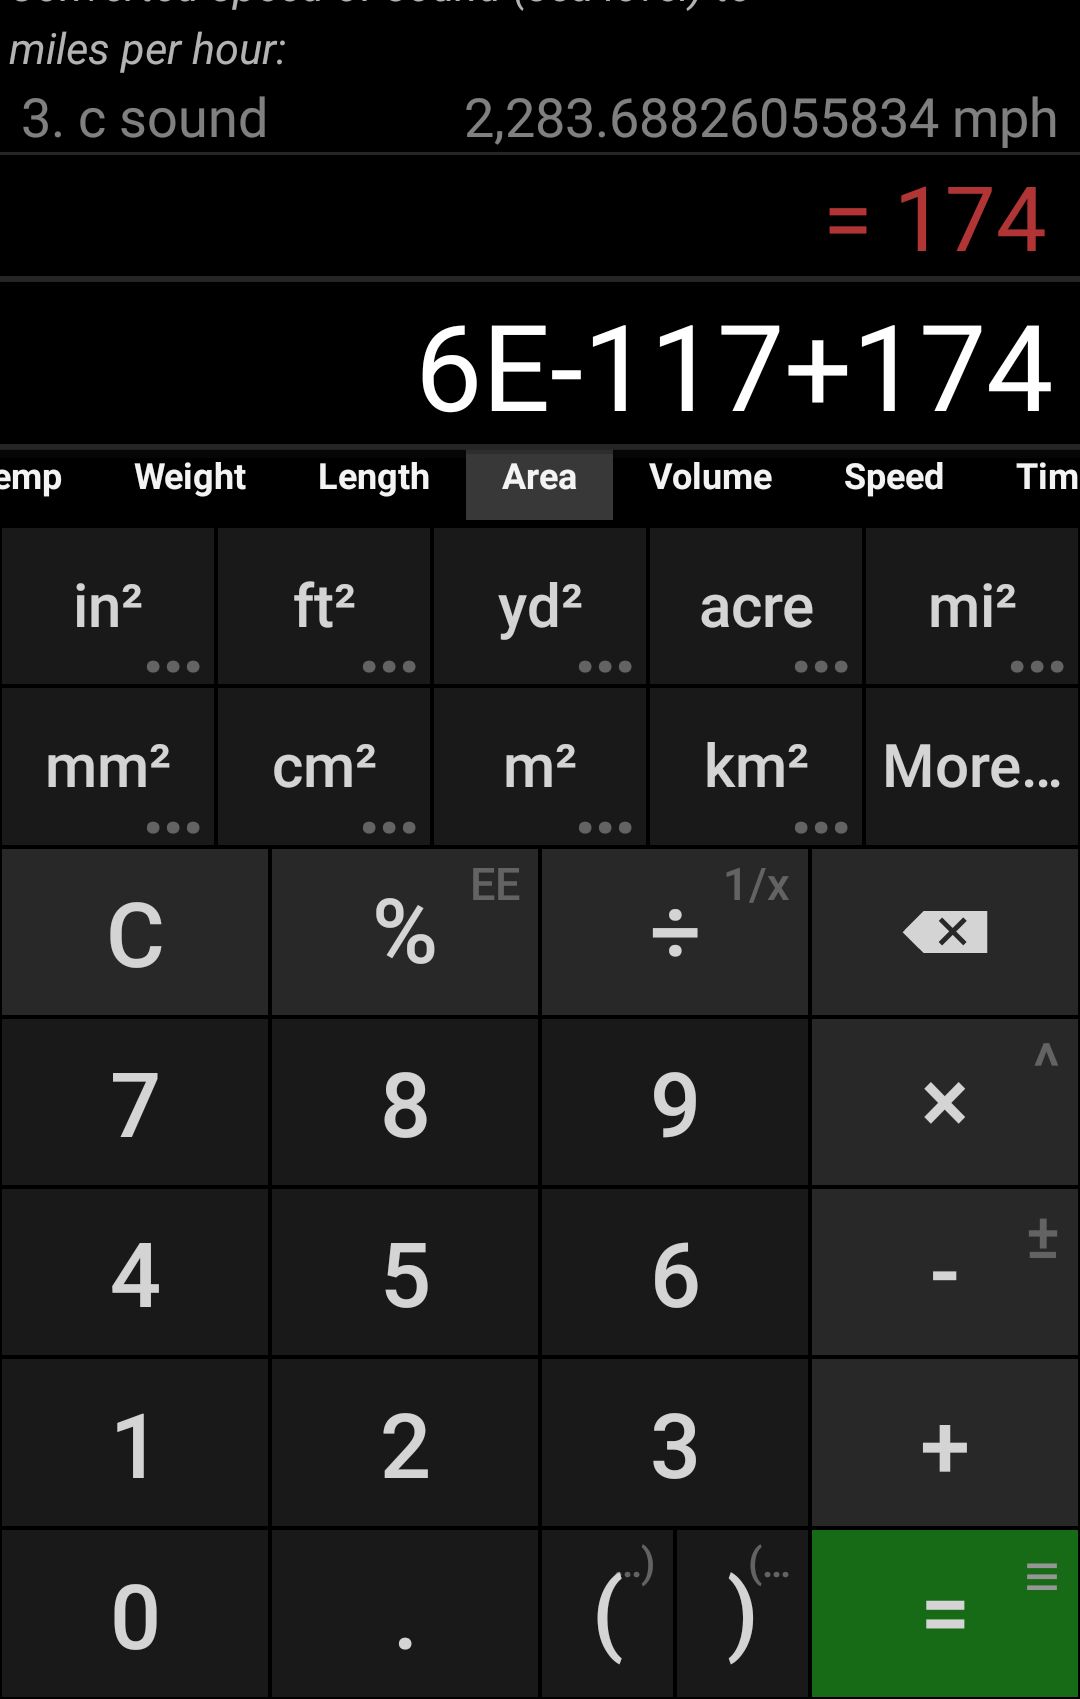 miles per hour:
3. c sound 2,283.68826055834 mph
= 174
6E-117+174
emp Weight Length Area Volume Speed Tim
in² ft² yd² acre mi²
mm² cm² m² km² More...
C % EE ÷ 1/x
7 8 9 × ^
4 5 6 - ±
1 2 3 +
0 . ( ..) ) (... =